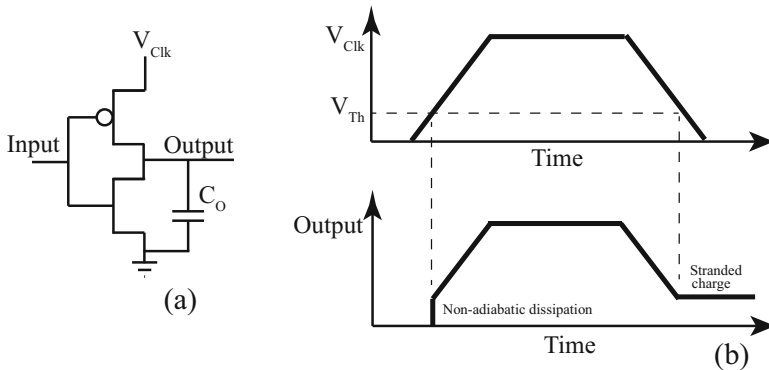 V_Clk
Input
Output
C_O
(a)
V_Clk
V_Th
Time
Output
Stranded
charge
Non-adiabatic dissipation
Time
(b)